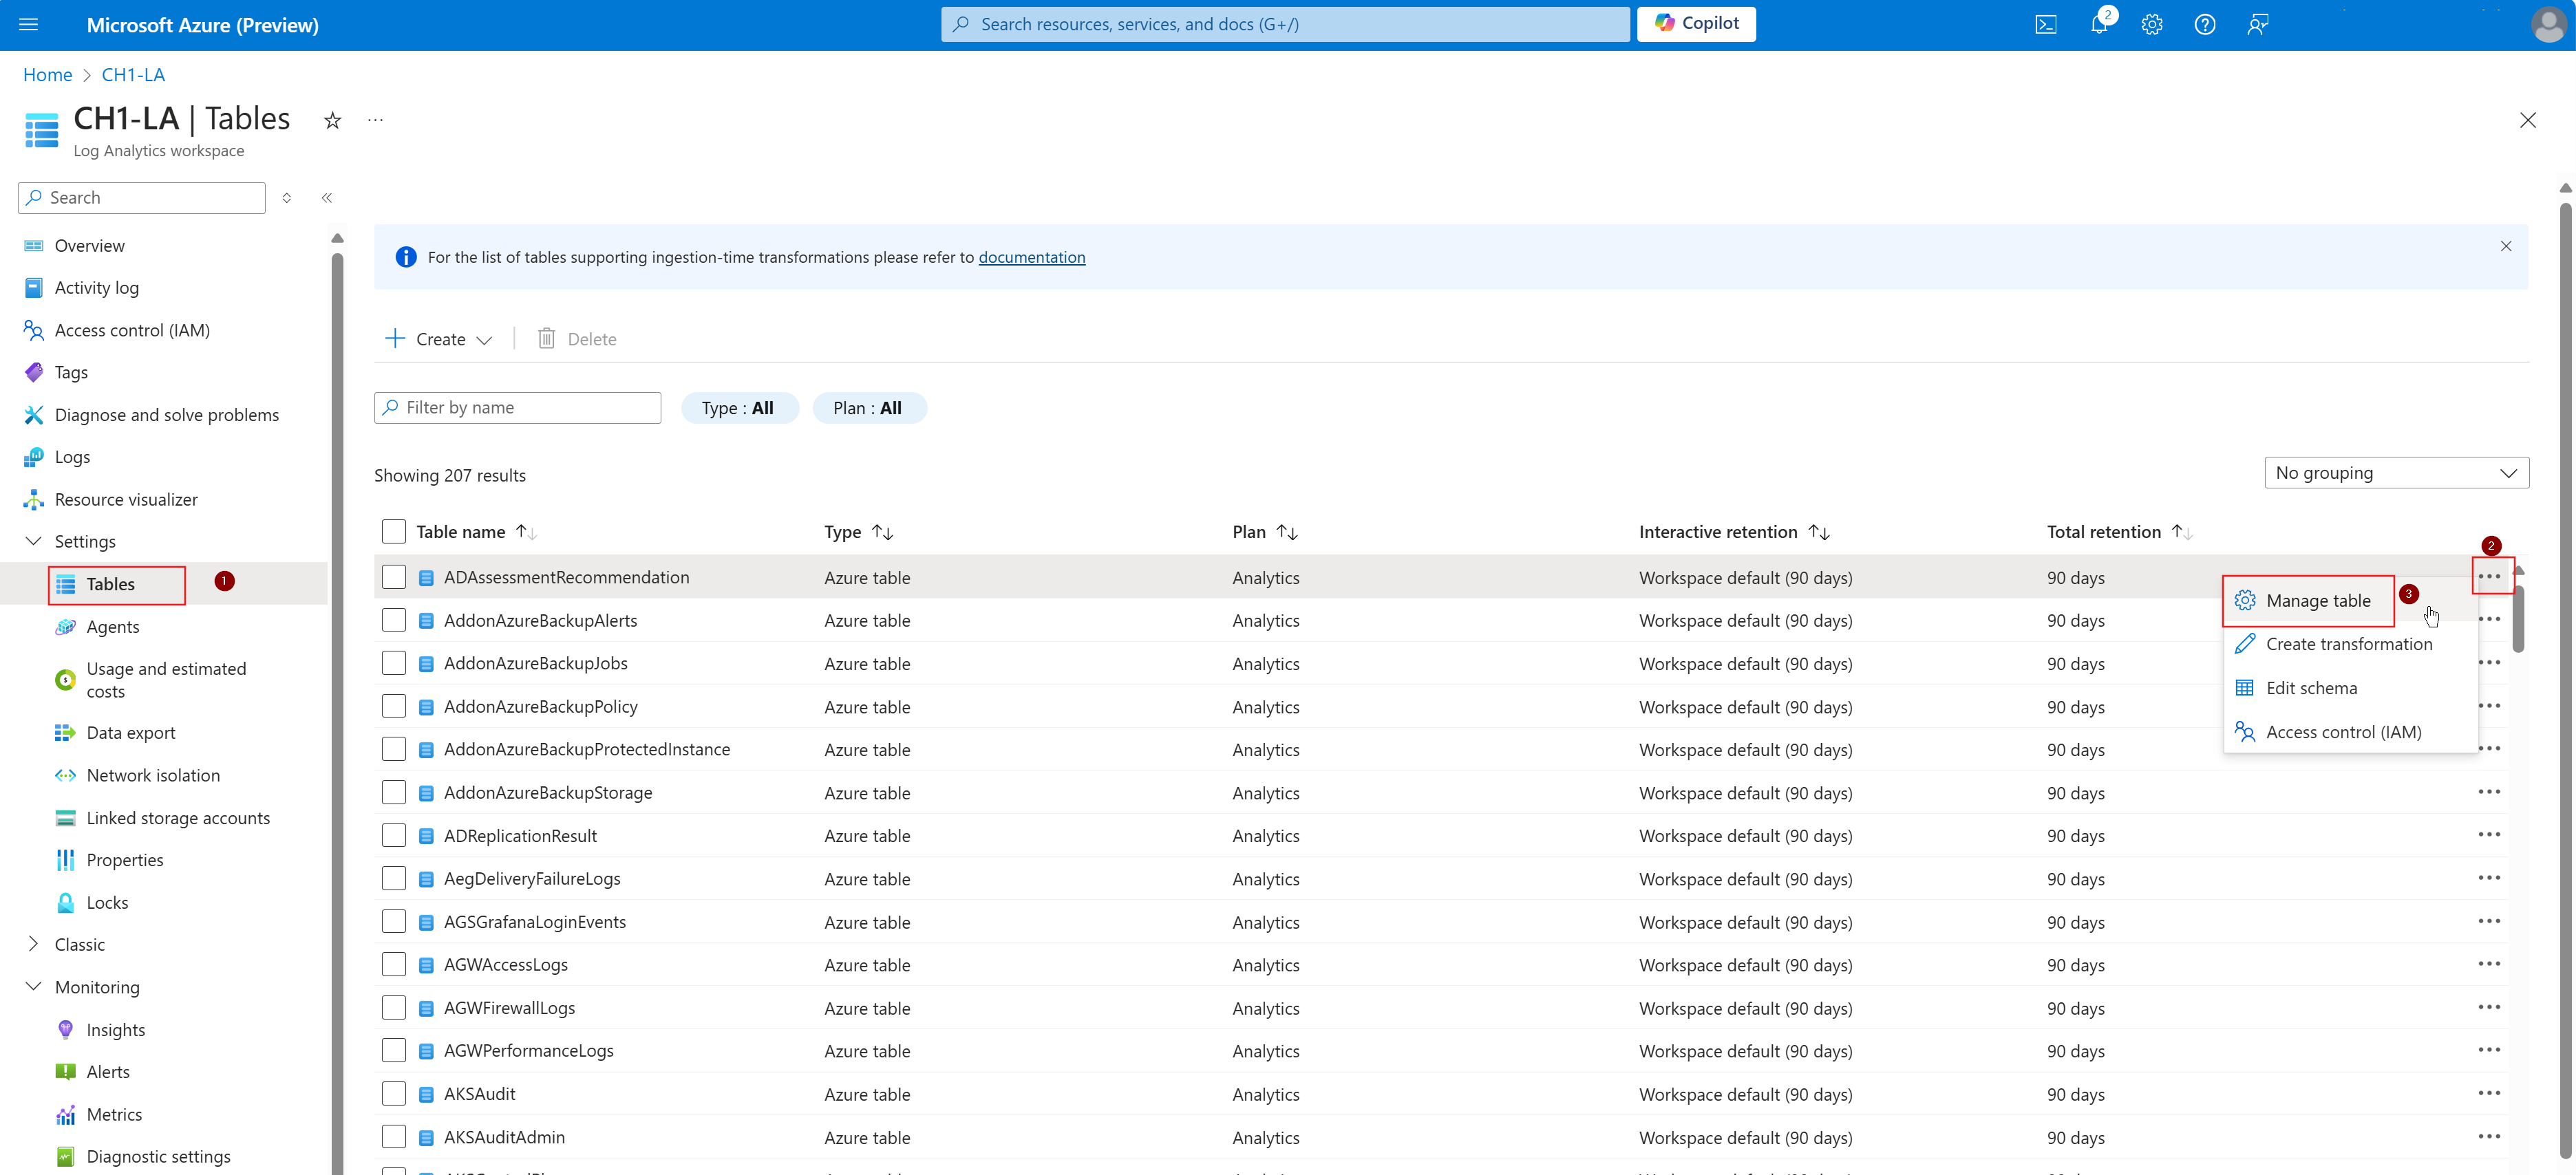 Microsoft Azure (Preview)
Search resources, services, and docs (G+/)
Copilot
2
Home > CH1-LA
CH1-LA | Tables
Log Analytics workspace
Search
Overview
Activity log
Access control (IAM)
Tags
Diagnose and solve problems
Logs
Resource visualizer
Settings
Tables
1
Agents
Usage and estimated
costs
Data export
Network isolation
Linked storage accounts
Properties
Locks
Classic
Monitoring
Insights
Alerts
Metrics
Diagnostic settings
For the list of tables supporting ingestion-time transformations please refer to documentation
Create
Delete
Filter by name
Type : All
Plan : All
Showing 207 results
No grouping
Table name Type Plan Interactive retention Total retention
2
ADAssessmentRecommendation Azure table Analytics Workspace default (90 days) 90 days
AddonAzureBackupAlerts Azure table Analytics Workspace default (90 days) 90 days
AddonAzureBackupJobs Azure table Analytics Workspace default (90 days) 90 days
AddonAzureBackupPolicy Azure table Analytics Workspace default (90 days) 90 days
AddonAzureBackupProtectedInstance Azure table Analytics Workspace default (90 days) 90 days
AddonAzureBackupStorage Azure table Analytics Workspace default (90 days) 90 days
ADReplicationResult Azure table Analytics Workspace default (90 days) 90 days
AegDeliveryFailureLogs Azure table Analytics Workspace default (90 days) 90 days
AGSGrafanaLoginEvents Azure table Analytics Workspace default (90 days) 90 days
AGWAccessLogs Azure table Analytics Workspace default (90 days) 90 days
AGWFirewallLogs Azure table Analytics Workspace default (90 days) 90 days
AGWPerformanceLogs Azure table Analytics Workspace default (90 days) 90 days
AKSAudit Azure table Analytics Workspace default (90 days) 90 days
AKSAuditAdmin Azure table Analytics Workspace default (90 days) 90 days
Manage table
3
Create transformation
Edit schema
Access control (IAM)